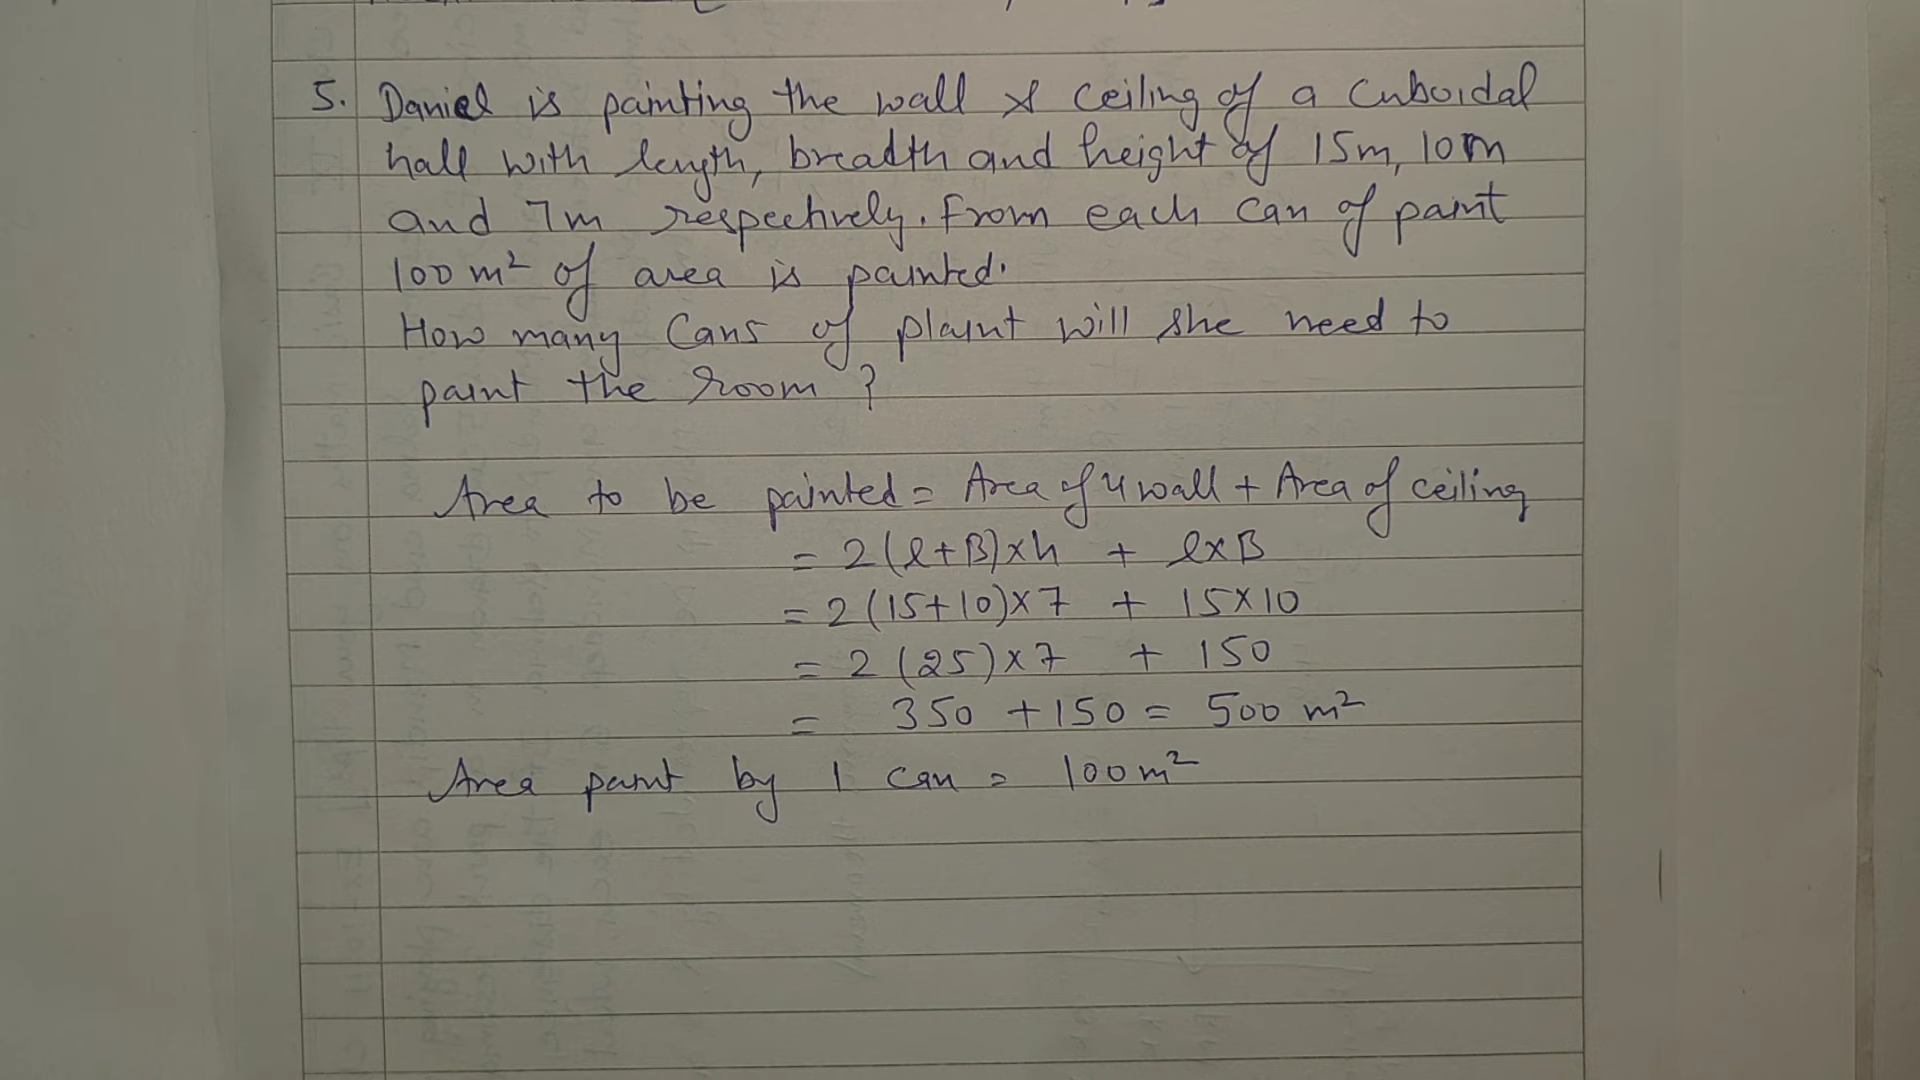 5. Daniel is painting the wall & ceiling of a cuboidal
hall with length, breadth and height of 15m, 10m
and 7m respectively. From each can of paint
100 m² of area is painted.
How many cans of plaint will she need to
paint the room ?
Area to be painted = Area of 4 wall + Area of ceiling
= 2(l+B)×h + l×B
= 2(15+10)×7 + 15×10
= 2(25)×7 + 150
= 350 + 150 = 500 m²
Area paint by 1 can = 100 m²